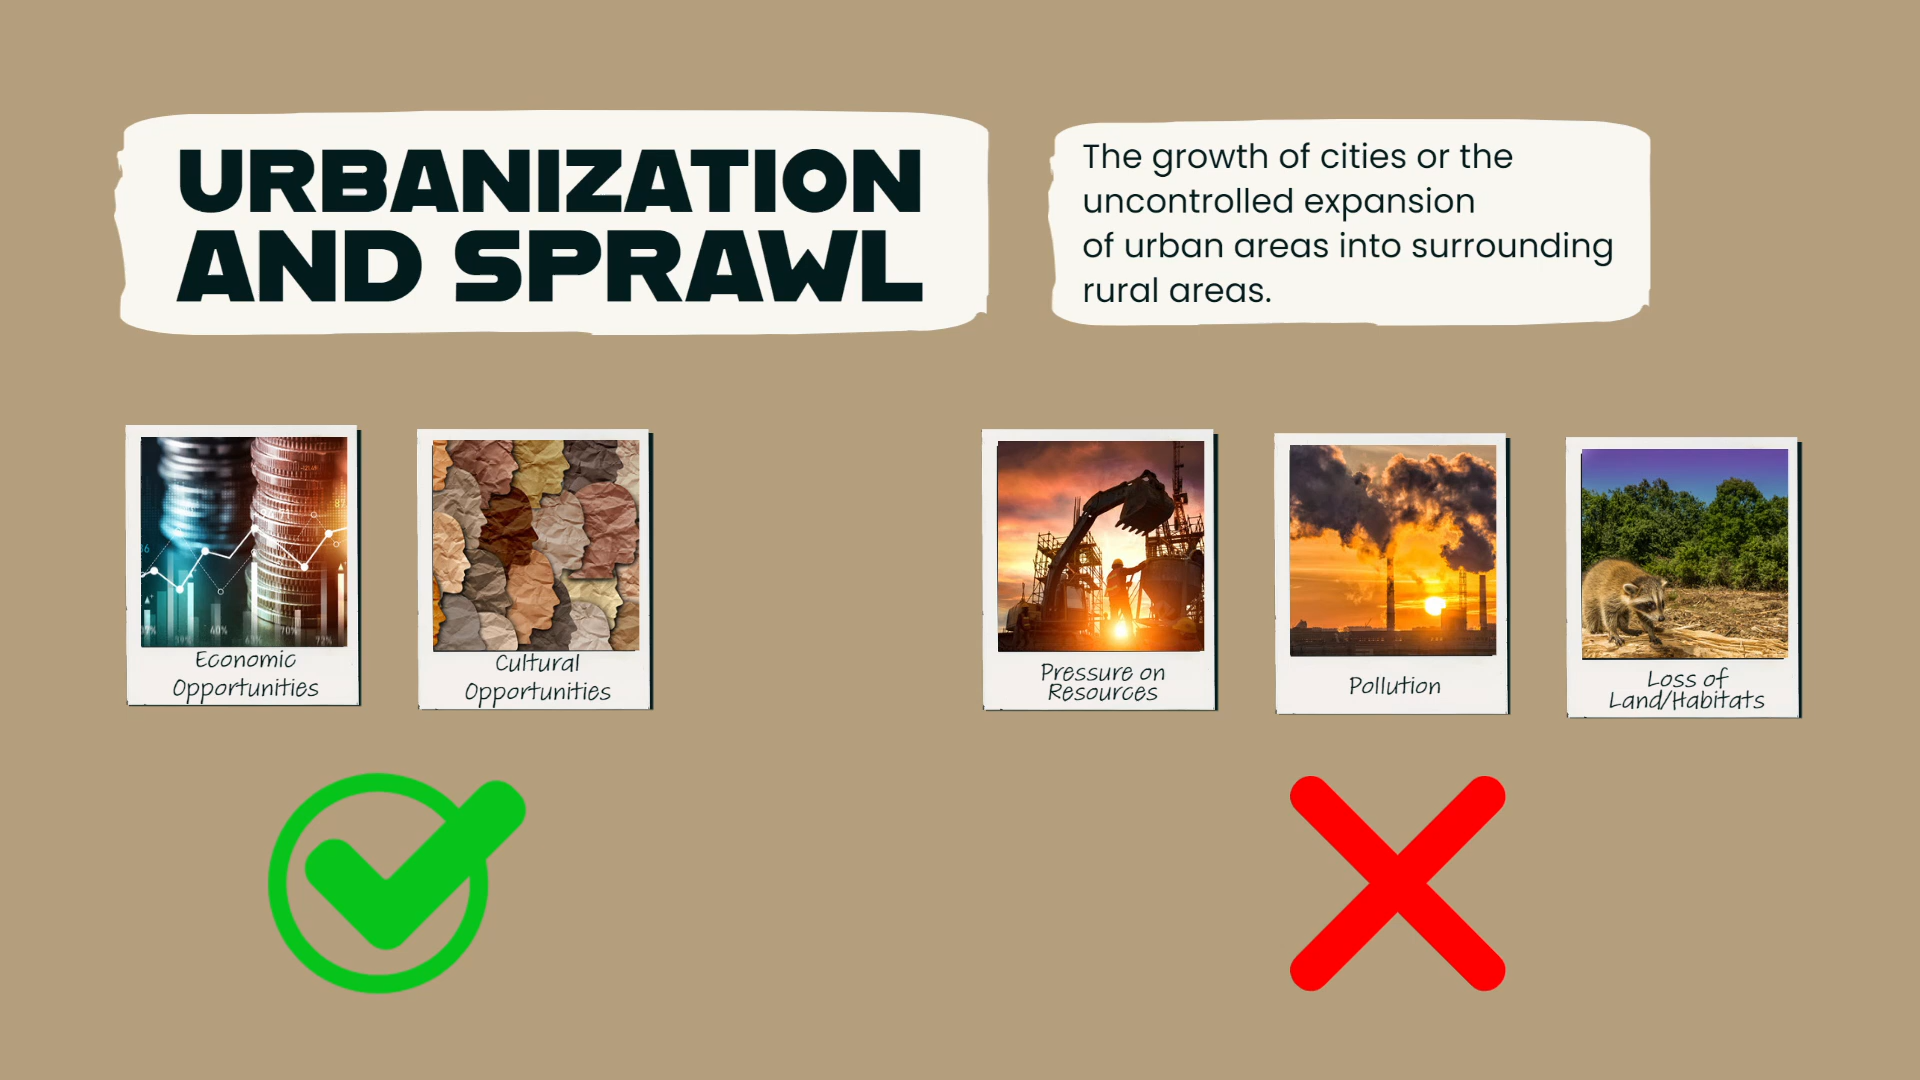 URBANIZATION
AND SPRAWL
The growth of cities or the
uncontrolled expansion
of urban areas into surrounding
rural areas.
Economic
Opportunities
Cultural
Opportunities
Pressure on
Resources
Pollution
Loss of
Land/Habitats